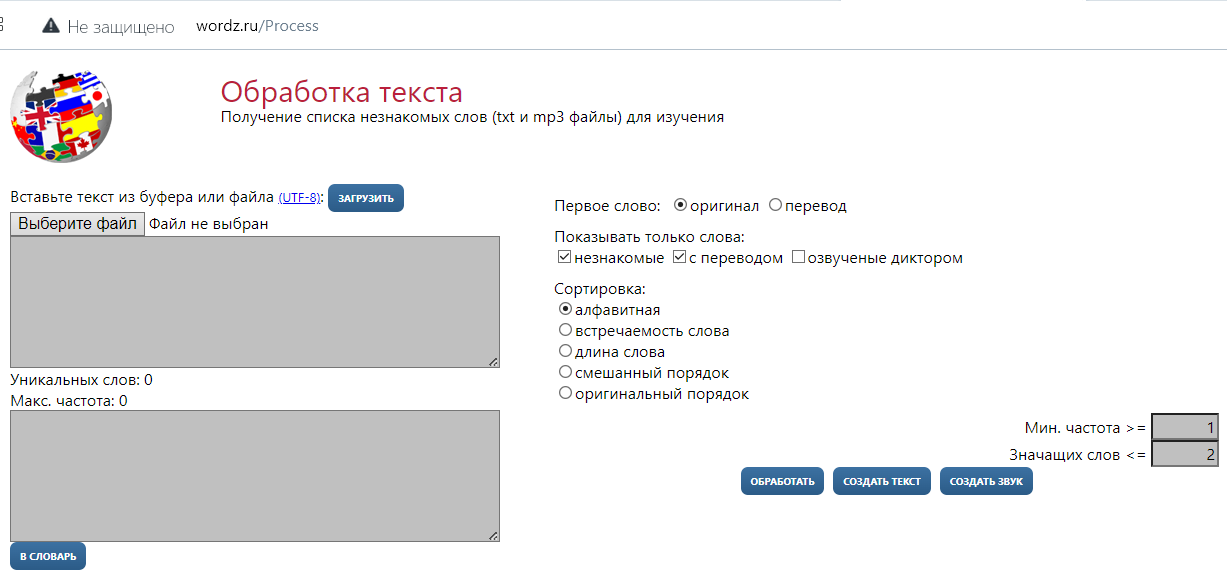 Не защищено wordz.ru/Process
Обработка текста
Получение списка незнакомых слов (txt и mp3 файлы) для изучения
Вставьте текст из буфера или файла (UTF-8): ЗАГРУЗИТЬ
Выберите файл Файл не выбран
Уникальных слов: 0
Макс. частота: 0
В СЛОВАРЬ
Первое слово: оригинал перевод
Показывать только слова:
незнакомые с переводом озвученые диктором
Сортировка:
алфавитная
встречаемость слова
длина слова
смешанный порядок
оригинальный порядок
Мин. частота >= 1
Значащих слов <= 2
ОБРАБОТАТЬ СОЗДАТЬ ТЕКСТ СОЗДАТЬ ЗВУК